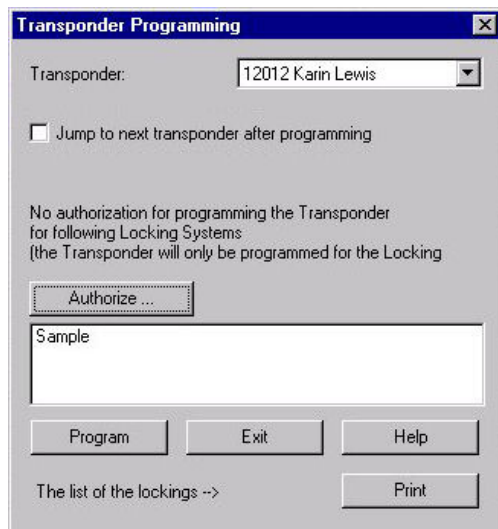 Transponder Programming
Transponder: 12012 Karin Lewis
Jump to next transponder after programming
No authorization for programming the Transponder
for following Locking Systems
(the Transponder will only be programmed for the Locking
Authorize ...
Sample
Program Exit Help
The list of the lockings --> Print